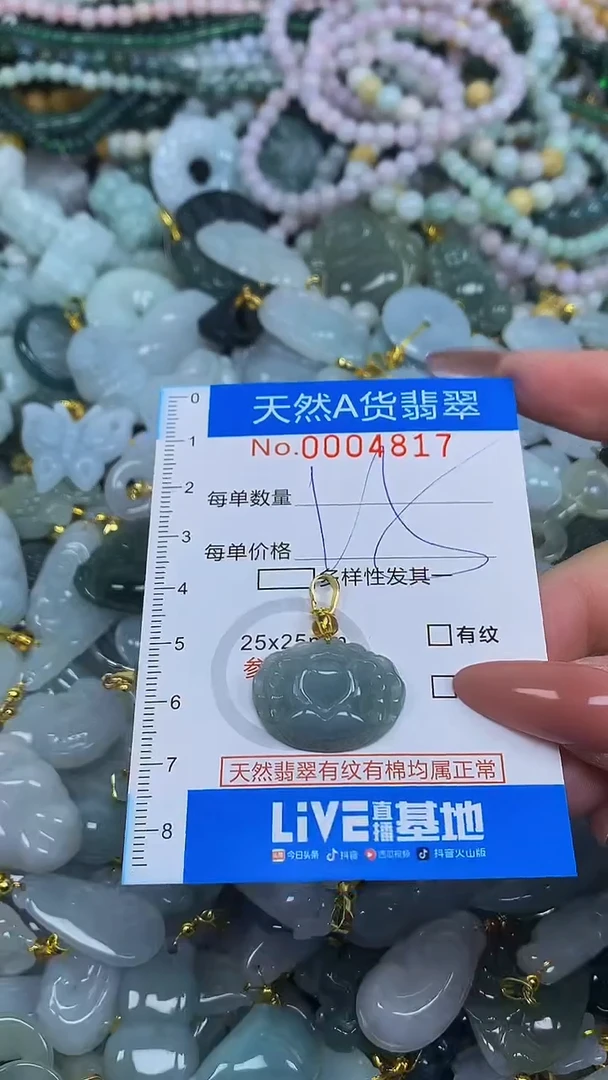 天然A货翡翠
No.0004817
0
1
2
3
4
5
6
7
8
每单数量
每单价格
多样性发其一
25x25mm
有纹
参
天然翡翠有纹有棉均属正常
LiVE直播基地
今日头条 抖音 西瓜视频 抖音火山版